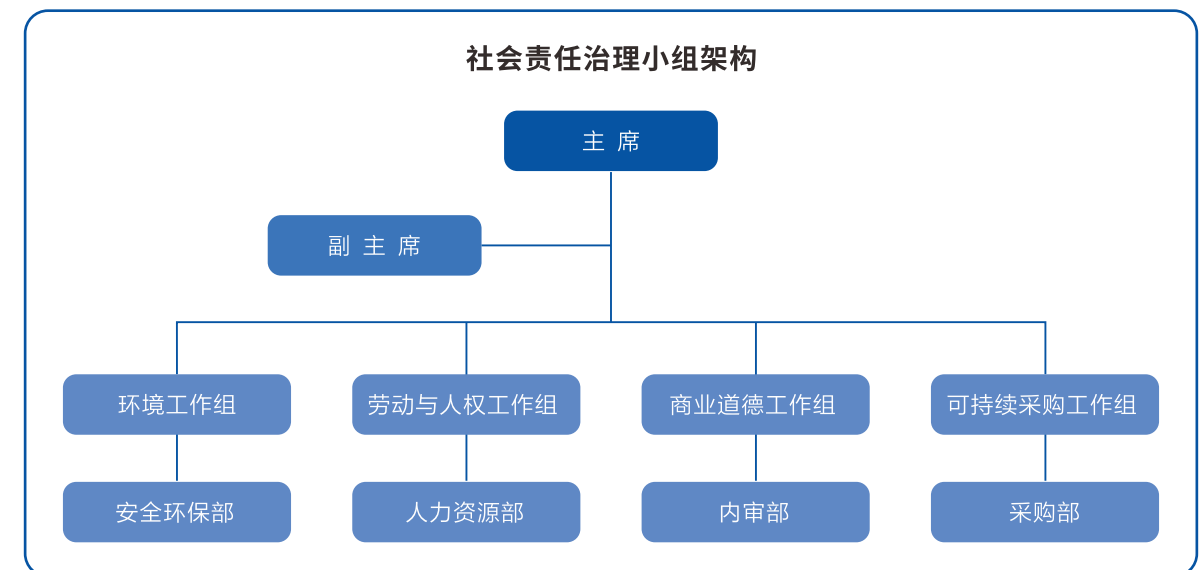 社会责任治理小组架构
主 席
副 主 席
环境工作组
劳动与人权工作组
商业道德工作组
可持续采购工作组
安全环保部
人力资源部
内审部
采购部